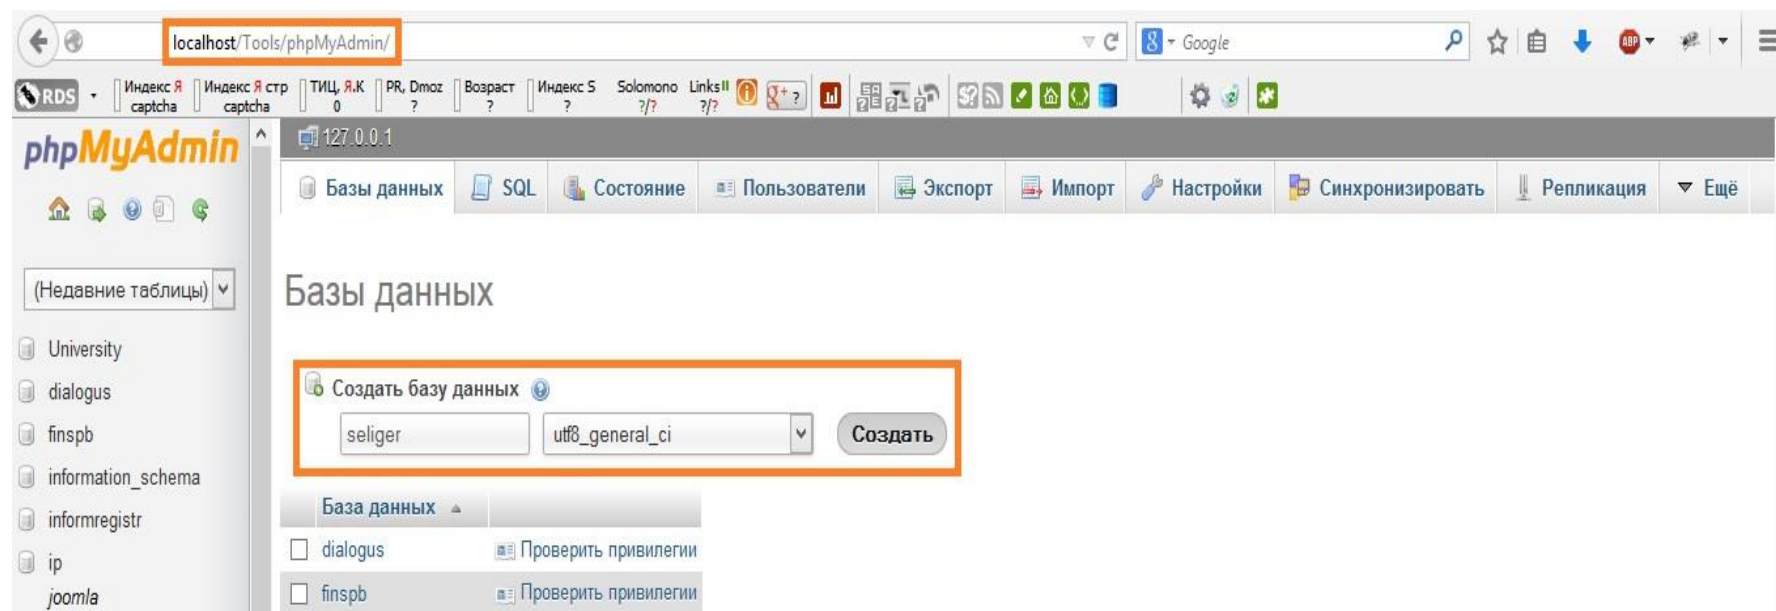 localhost/Tools/phpMyAdmin/
Google
ABP
RDS
Индекс Я Индекс Я стр ТИЦ, Я.К PR, Dmoz Возраст Индекс S Solomono Links
captcha captcha 0 ? ? ? ?/? ?/?
phpMyAdmin
127.0.0.1
Базы данных SQL Состояние Пользователи Экспорт Импорт Настройки Синхронизировать Репликация Ещё
(Недавние таблицы)
University
dialogus
finspb
information_schema
informregistr
ip
joomla
Базы данных
Создать базу данных
seliger utf8_general_ci Создать
База данных
dialogus Проверить привилегии
finspb Проверить привилегии